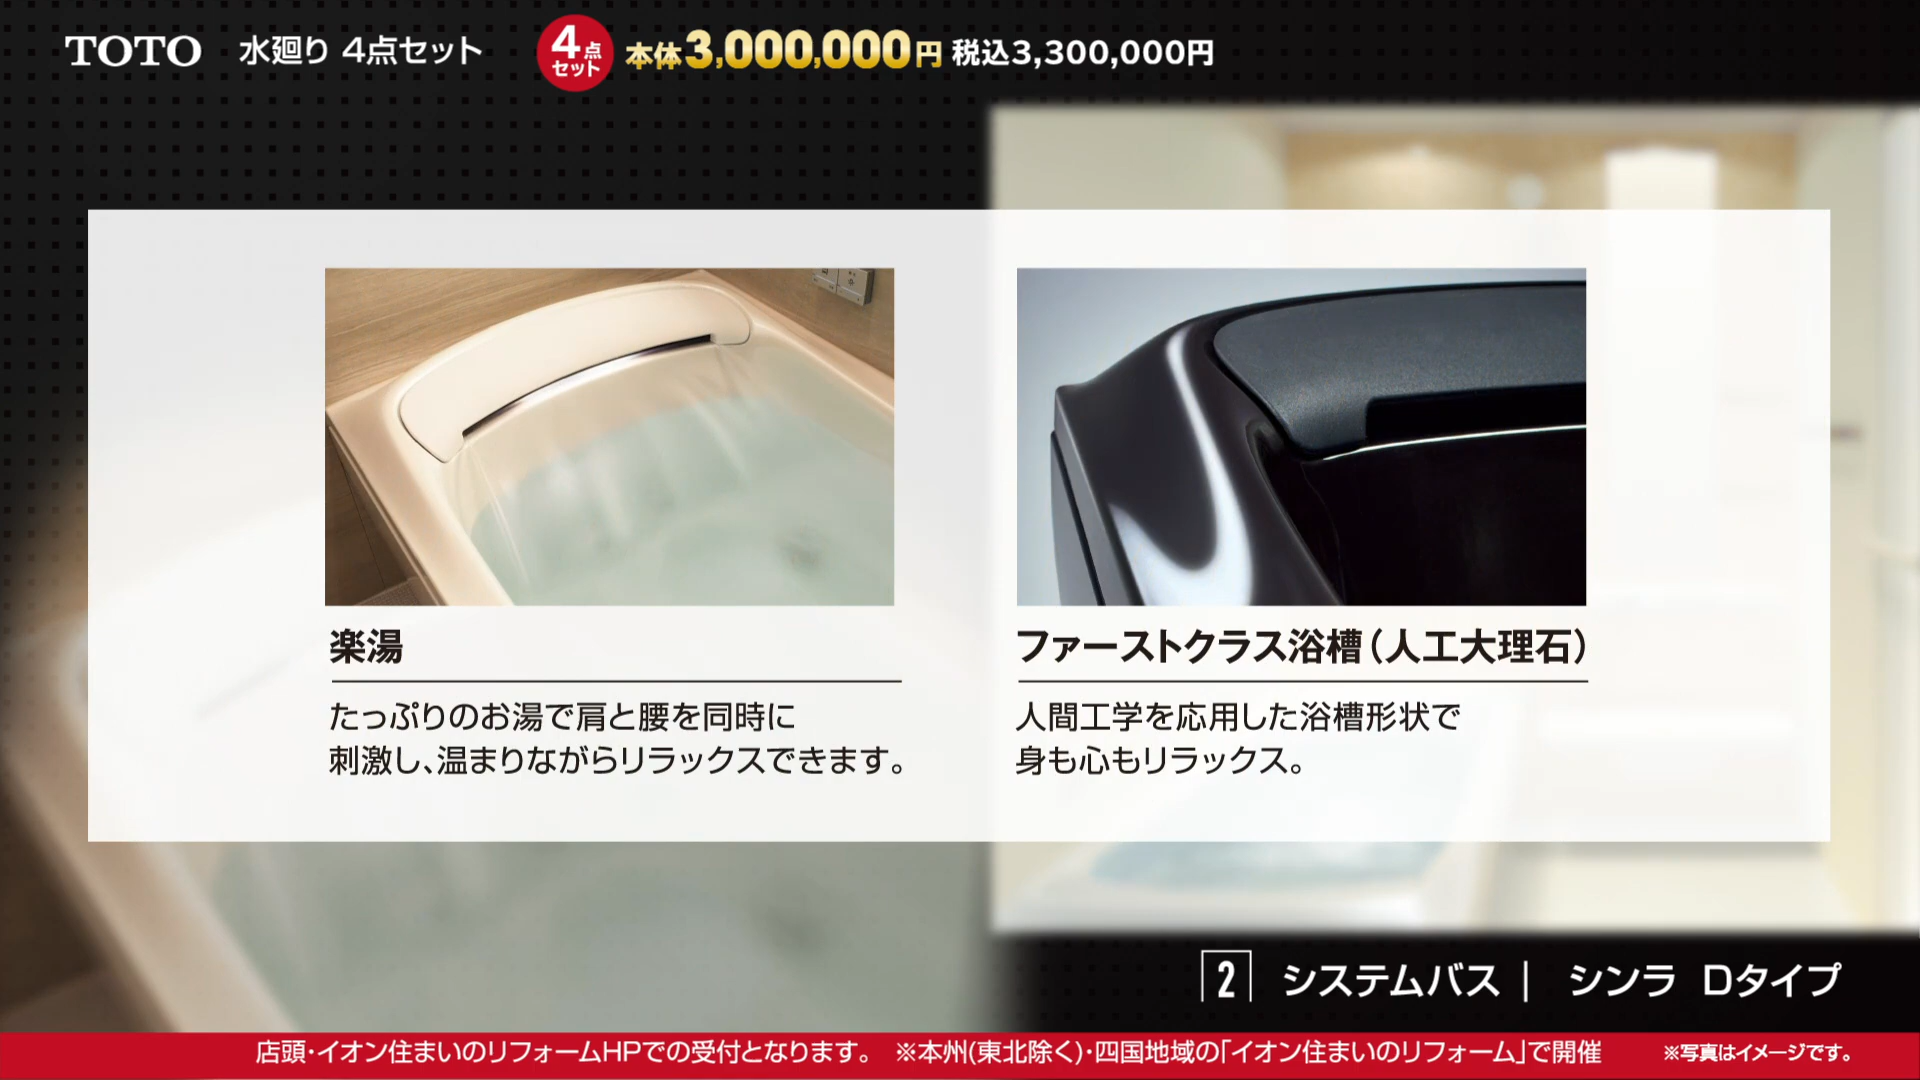 TOTO 水廻り 4点セット
4点セット 本体3,000,000円 税込3,300,000円
楽湯
たっぷりのお湯で肩と腰を同時に
刺激し、温まりながらリラックスできます。
ファーストクラス浴槽（人工大理石）
人間工学を応用した浴槽形状で
身も心もリラックス。
2 システムバス｜ シンラ Dタイプ
店頭・イオン住まいのリフォームHPでの受付となります。 ※本州(東北除く)・四国地域の「イオン住まいのリフォーム」で開催 ※写真はイメージです。